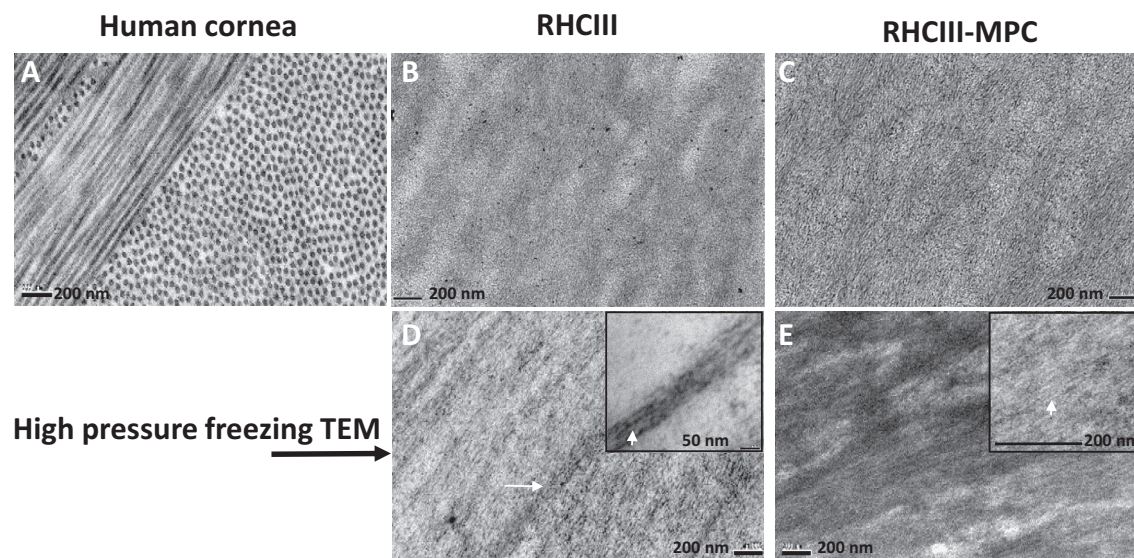 Human cornea
RHCIII
RHCIII-MPC
A
B
C
200 nm
200 nm
200 nm
D
E
50 nm
200 nm
High pressure freezing TEM
200 nm
200 nm